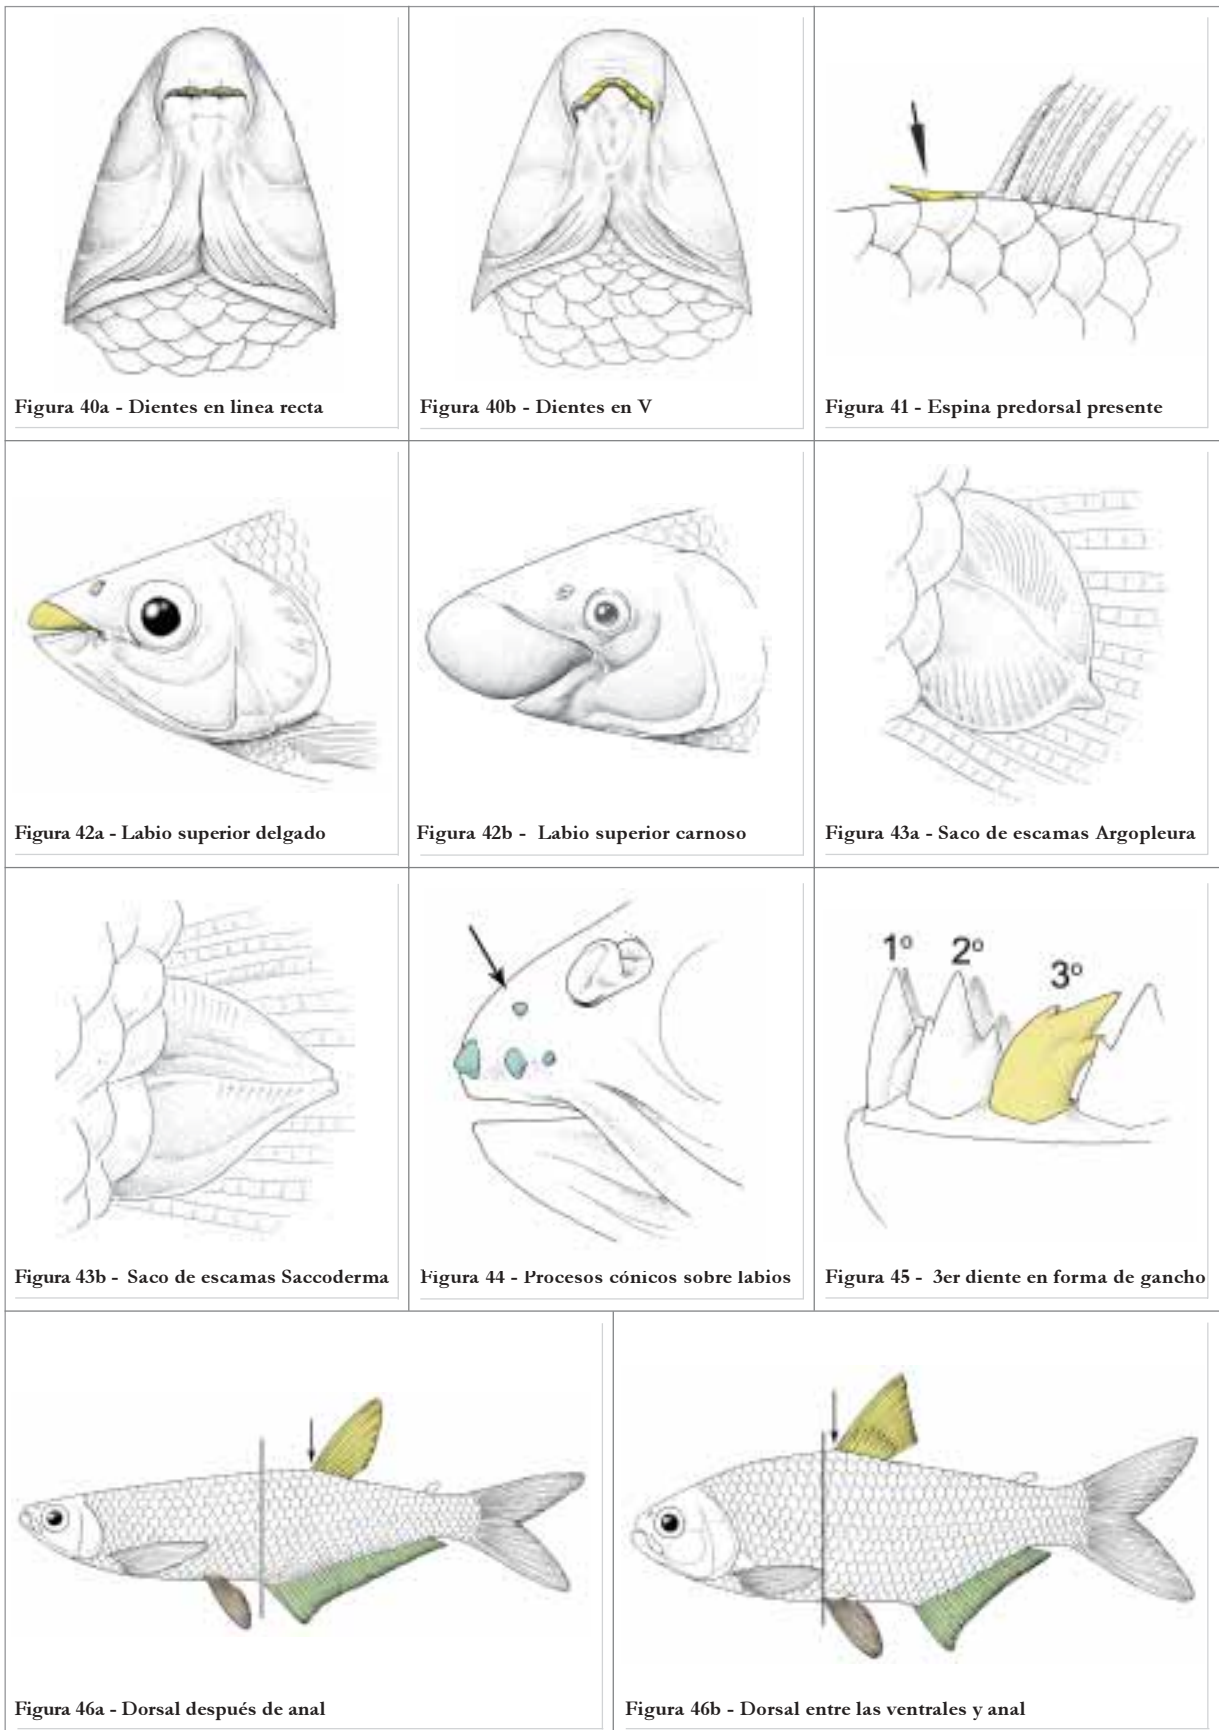 Figura 40a - Dientes en linea recta
Figura 40b - Dientes en V
Figura 41 - Espina predorsal presente
Figura 42a - Labio superior delgado
Figura 42b - Labio superior carnoso
Figura 43a - Saco de escamas Argopleura
1º 2º 3º
Figura 43b - Saco de escamas Saccoderma
Figura 44 - Procesos cónicos sobre labios
Figura 45 - 3er diente en forma de gancho
Figura 46a - Dorsal después de anal
Figura 46b - Dorsal entre las ventrales y anal